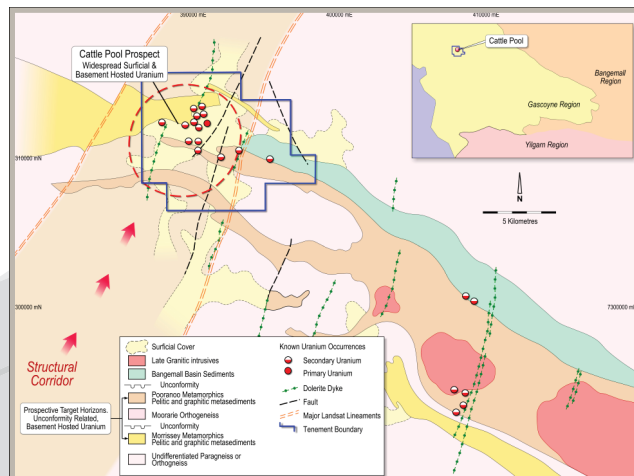 390000 mE
400000 mE
410000 mE
Cattle Pool Prospect
Widespread Surficial &
Basement Hosted Uranium
Cattle Pool
Bangemall
Region
Gascoyne Region
Yilgarn Region
310000 mN
N
5 Kilometres
300000 mN
7300000 mN
Structural
Corridor
Prospective Target Horizons.
Unconformity Related,
Basement Hosted Uranium
Surficial Cover
Late Granitic intrusives
Bangemall Basin Sediments
Unconformity
Pooranoo Metamorphics
Pelitic and graphitic metasediments
Moorarie Orthogneiss
Unconformity
Morrissey Metamorphics
Pelitic and graphitic metasediments
Undifferentiated Paragneiss or
Orthogneiss
Known Uranium Occurrences
Secondary Uranium
Primary Uranium
Dolerite Dyke
Fault
Major Landsat Lineaments
Tenement Boundary